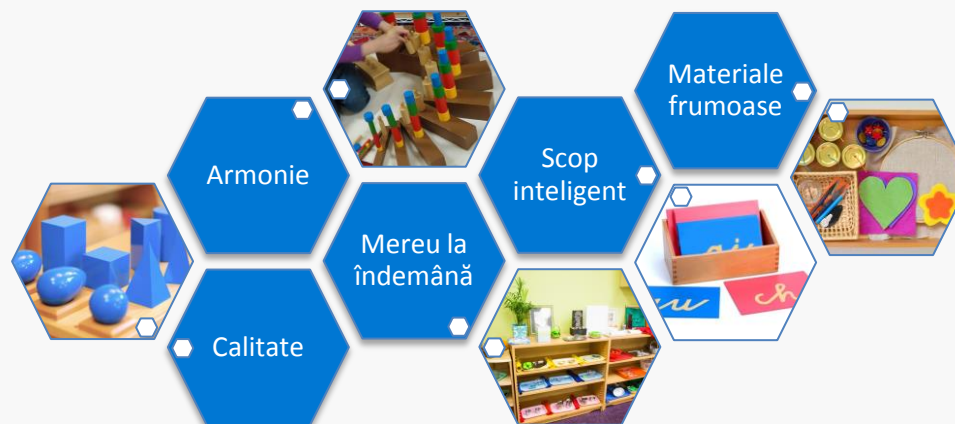 Armonie
Calitate
Mereu la
îndemână
Scop
inteligent
Materiale
frumoase